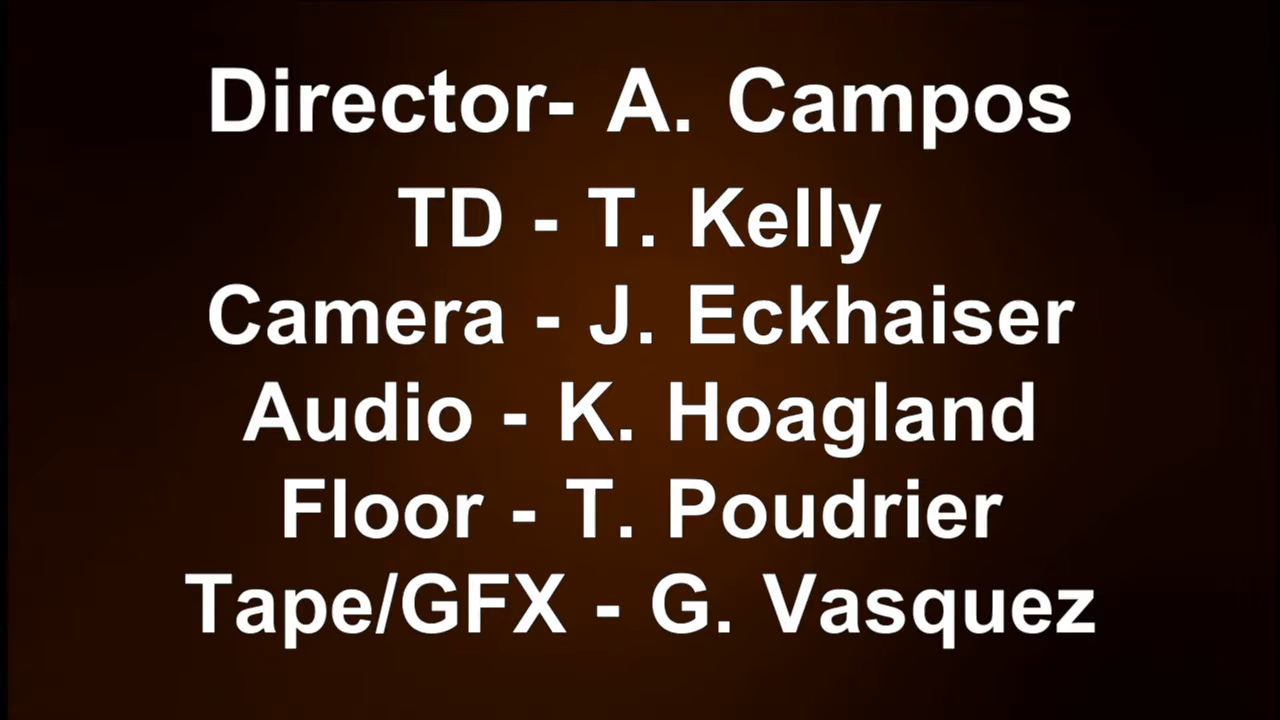 Director- A. Campos
TD - T. Kelly
Camera - J. Eckhaiser
Audio - K. Hoagland
Floor - T. Poudrier
Tape/GFX - G. Vasquez